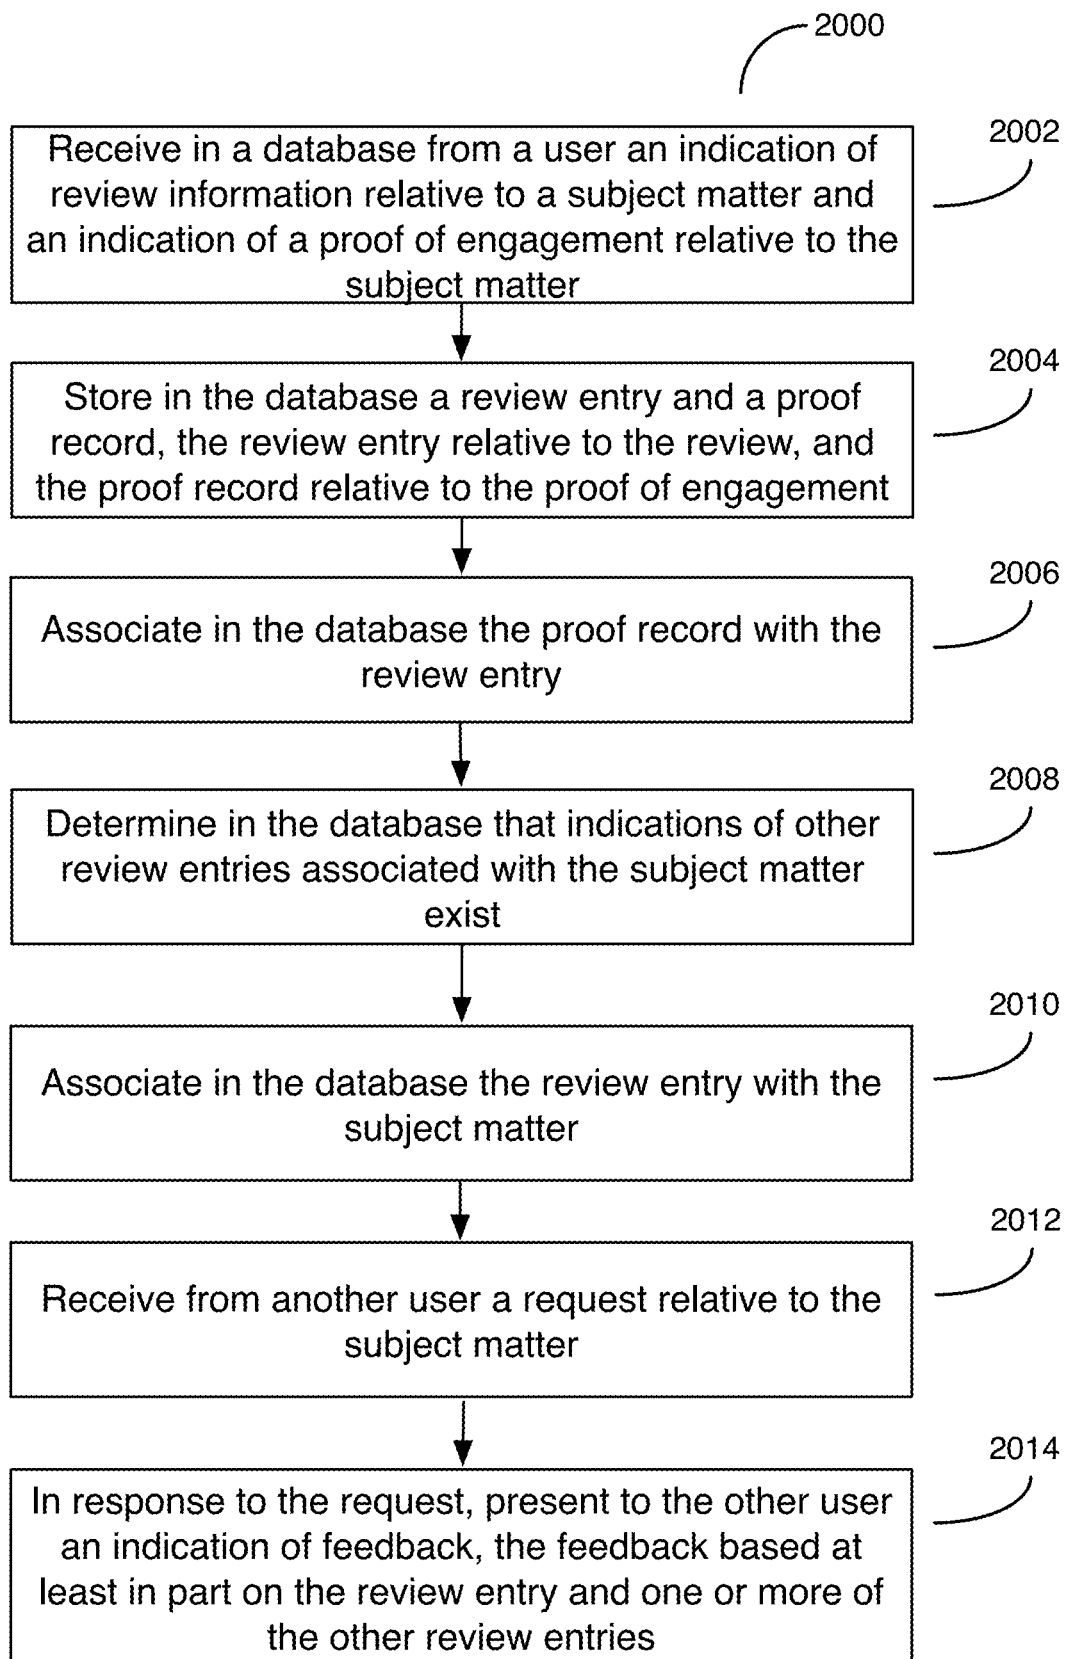 2000
2002
Receive in a database from a user an indication of
review information relative to a subject matter and
an indication of a proof of engagement relative to the
subject matter
2004
Store in the database a review entry and a proof
record, the review entry relative to the review, and
the proof record relative to the proof of engagement
2006
Associate in the database the proof record with the
review entry
2008
Determine in the database that indications of other
review entries associated with the subject matter
exist
2010
Associate in the database the review entry with the
subject matter
2012
Receive from another user a request relative to the
subject matter
2014
In response to the request, present to the other user
an indication of feedback, the feedback based at
least in part on the review entry and one or more of
the other review entries